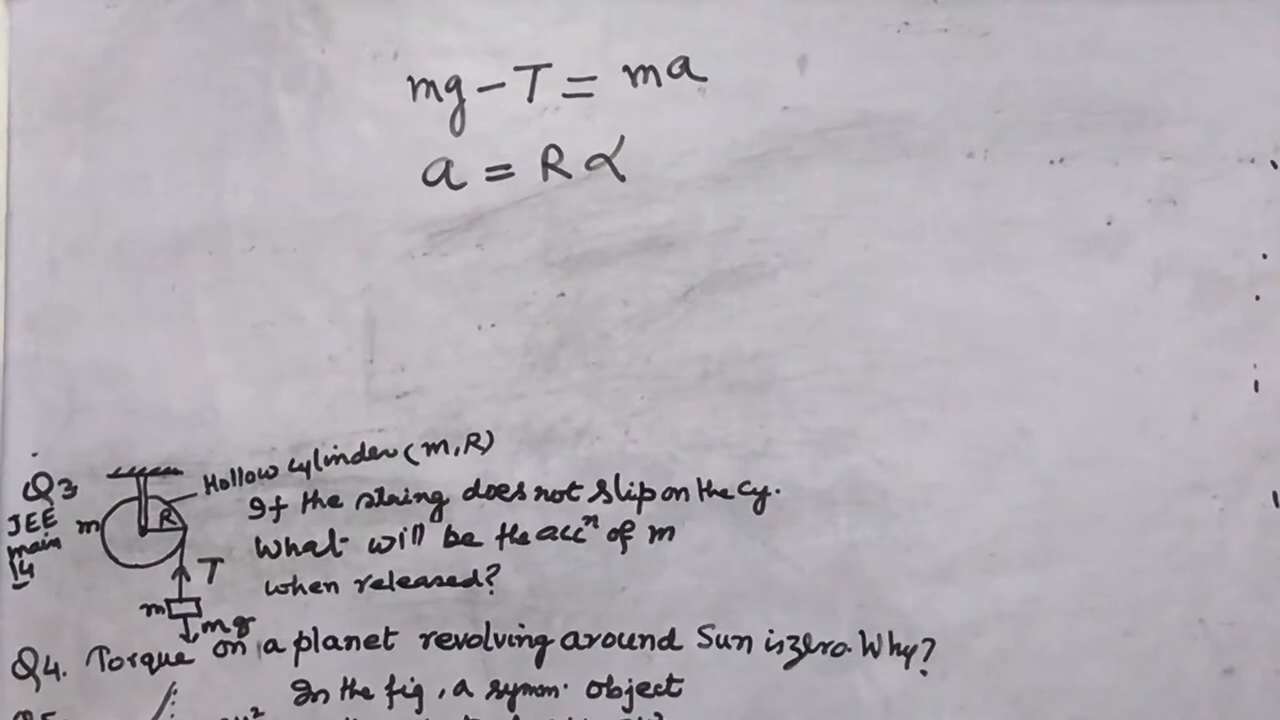 mg – T = ma
a = R α
Q3
JEE
main
14
m
R
T
m
mg
Hollow cylinder (m, R)
If the string does not slip on the cy.
What will be the accⁿ of m
when released?
Q4. Torque on a planet revolving around Sun is zero. Why?
In the fig, a symm. object